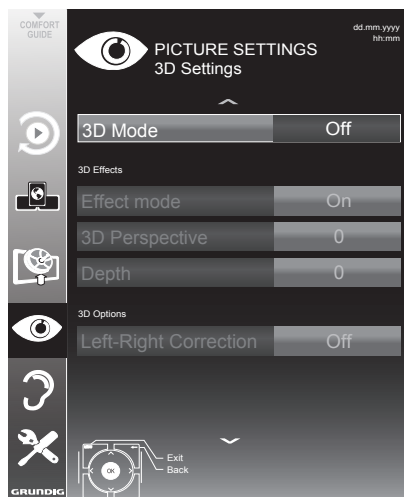 COMFORT
GUIDE
PICTURE SETTINGS
3D Settings
dd.mm.yyyy
hh:mm
3D Mode Off
3D Effects
Effect mode On
3D Perspective 0
Depth 0
3D Options
Left-Right Correction Off
Exit
Back
OK
GRUNDIG